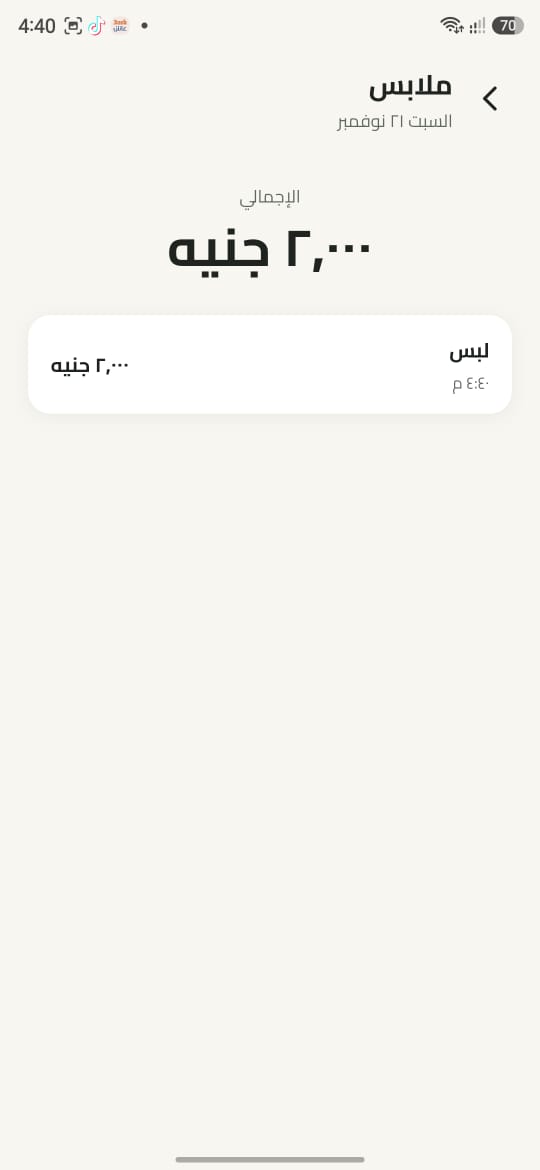 4:40
70
ملابس
السبت ٢١ نوفمبر
الإجمالي
٢,٠٠٠ جنيه
لبس
٤:٤٠ م
٢,٠٠٠ جنيه